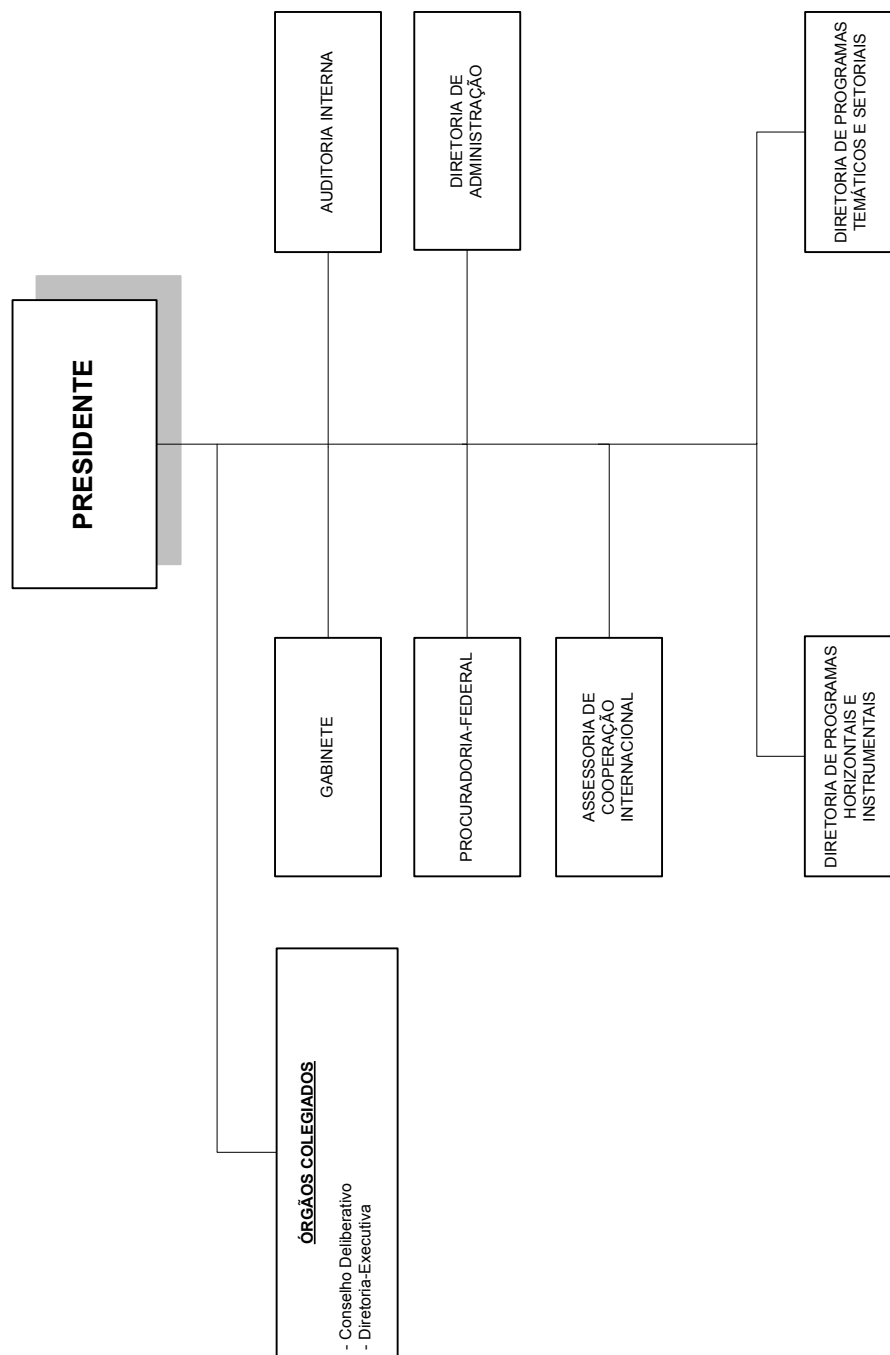 PRESIDENTE
ÓRGÃOS COLEGIADOS
- Conselho Deliberativo
- Diretoria-Executiva
GABINETE
AUDITORIA INTERNA
PROCURADORIA-FEDERAL
DIRETORIA DE
ADMINISTRAÇÃO
ASSESSORIA DE
COOPERAÇÃO
INTERNACIONAL
DIRETORIA DE PROGRAMAS
HORIZONTAIS E
INSTRUMENTAIS
DIRETORIA DE PROGRAMAS
TEMÁTICOS E SETORIAIS